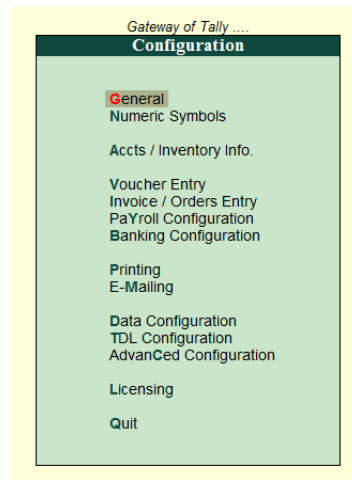 Gateway of Tally ....
Configuration
General
Numeric Symbols
Accts / Inventory Info.
Voucher Entry
Invoice / Orders Entry
PaYroll Configuration
Banking Configuration
Printing
E-Mailing
Data Configuration
TDL Configuration
AdvanCed Configuration
Licensing
Quit